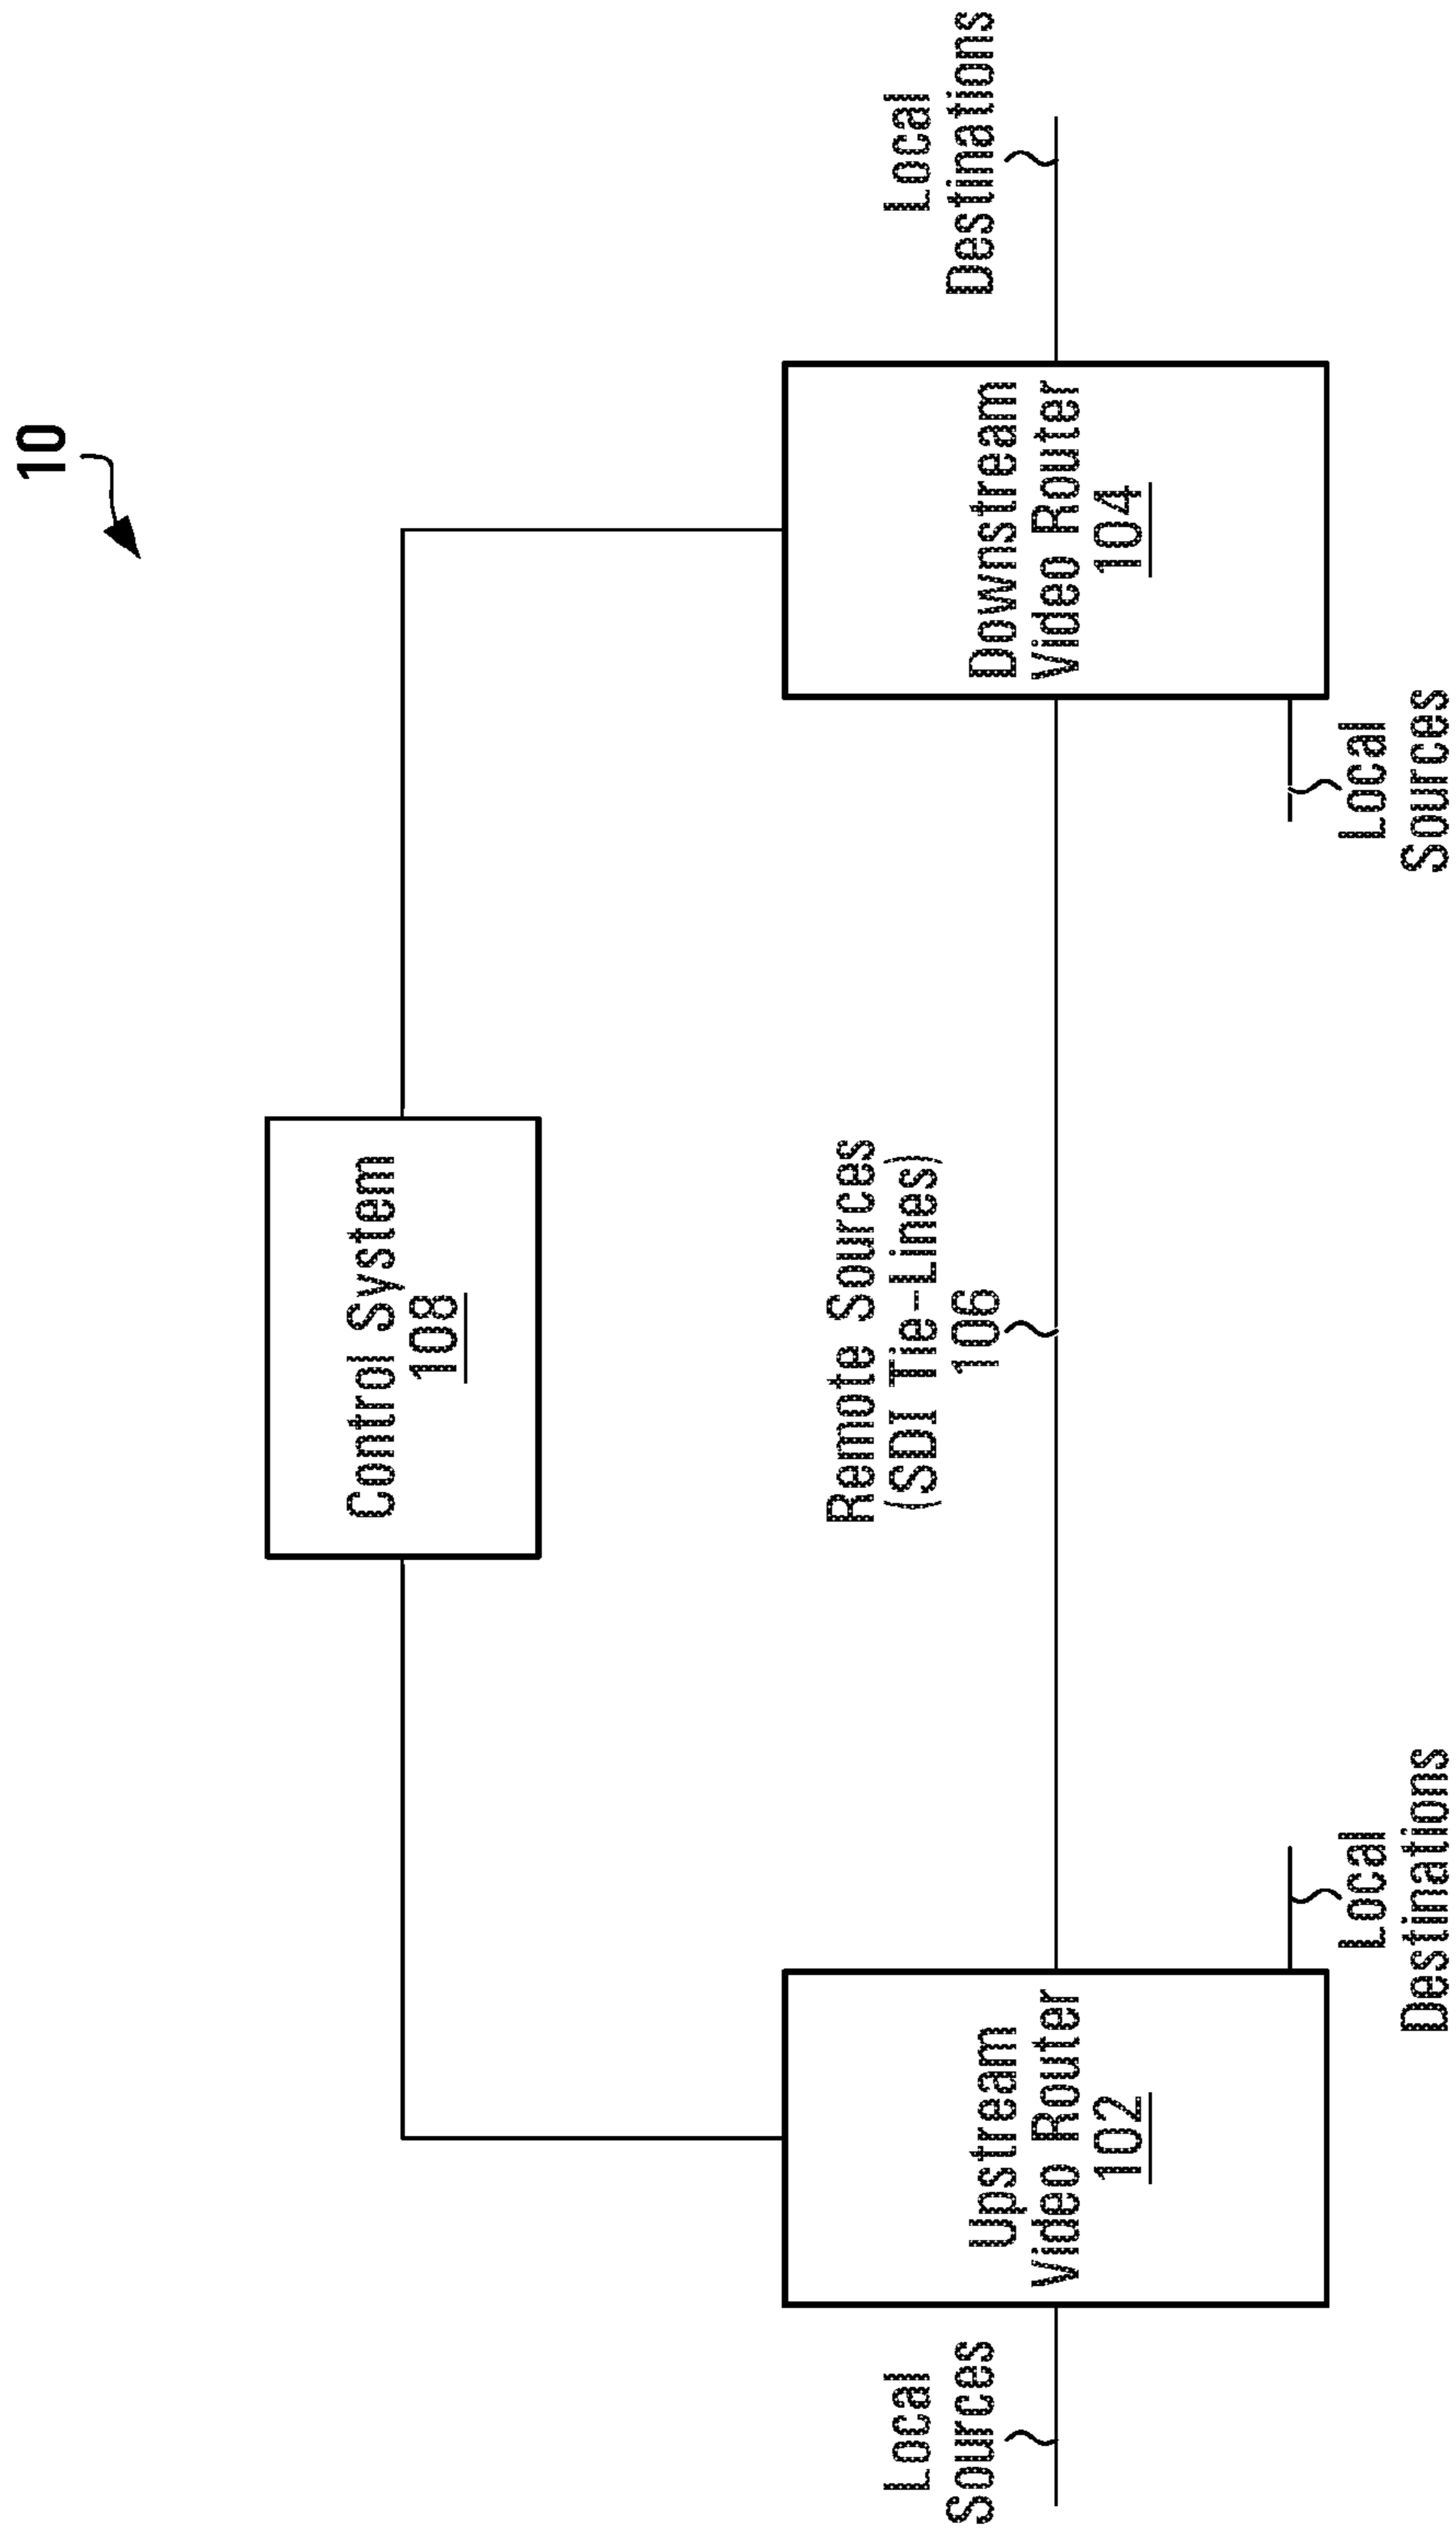 10
Control System
108
Remote Sources
(SDI Tie-Lines)
106
Local
Sources
Upstream
Video Router
102
Local
Destinations
Downstream
Video Router
104
Local
Sources
Local
Destinations